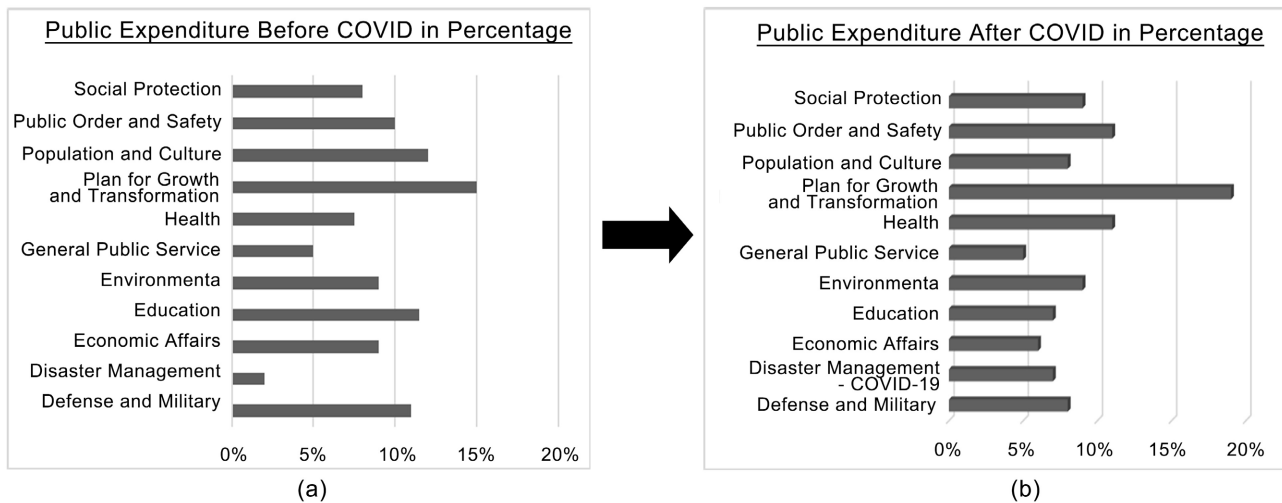 Public Expenditure Before COVID in Percentage
Social Protection
Public Order and Safety
Population and Culture
Plan for Growth
and Transformation
Health
General Public Service
Environmenta
Education
Economic Affairs
Disaster Management
Defense and Military
0% 5% 10% 15% 20%
(a)
Public Expenditure After COVID in Percentage
Social Protection
Public Order and Safety
Population and Culture
Plan for Growth
and Transformation
Health
General Public Service
Environmenta
Education
Economic Affairs
Disaster Management
- COVID-19
Defense and Military
0% 5% 10% 15% 20%
(b)